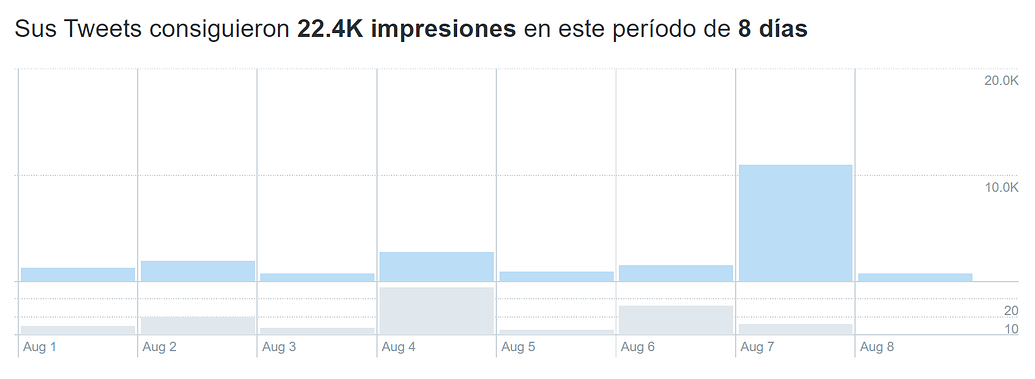 Sus Tweets consiguieron 22.4K impresiones en este período de 8 días
20.0K
10.0K
20
10
Aug 1 Aug 2 Aug 3 Aug 4 Aug 5 Aug 6 Aug 7 Aug 8